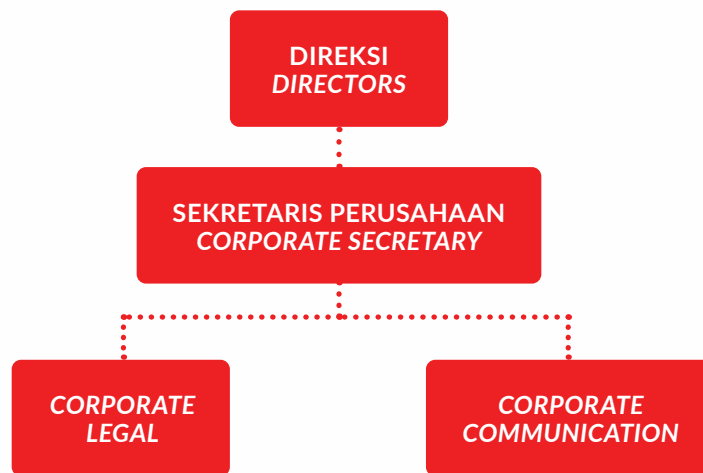 DIREKSI
DIRECTORS
SEKRETARIS PERUSAHAAN
CORPORATE SECRETARY
CORPORATE
LEGAL
CORPORATE
COMMUNICATION